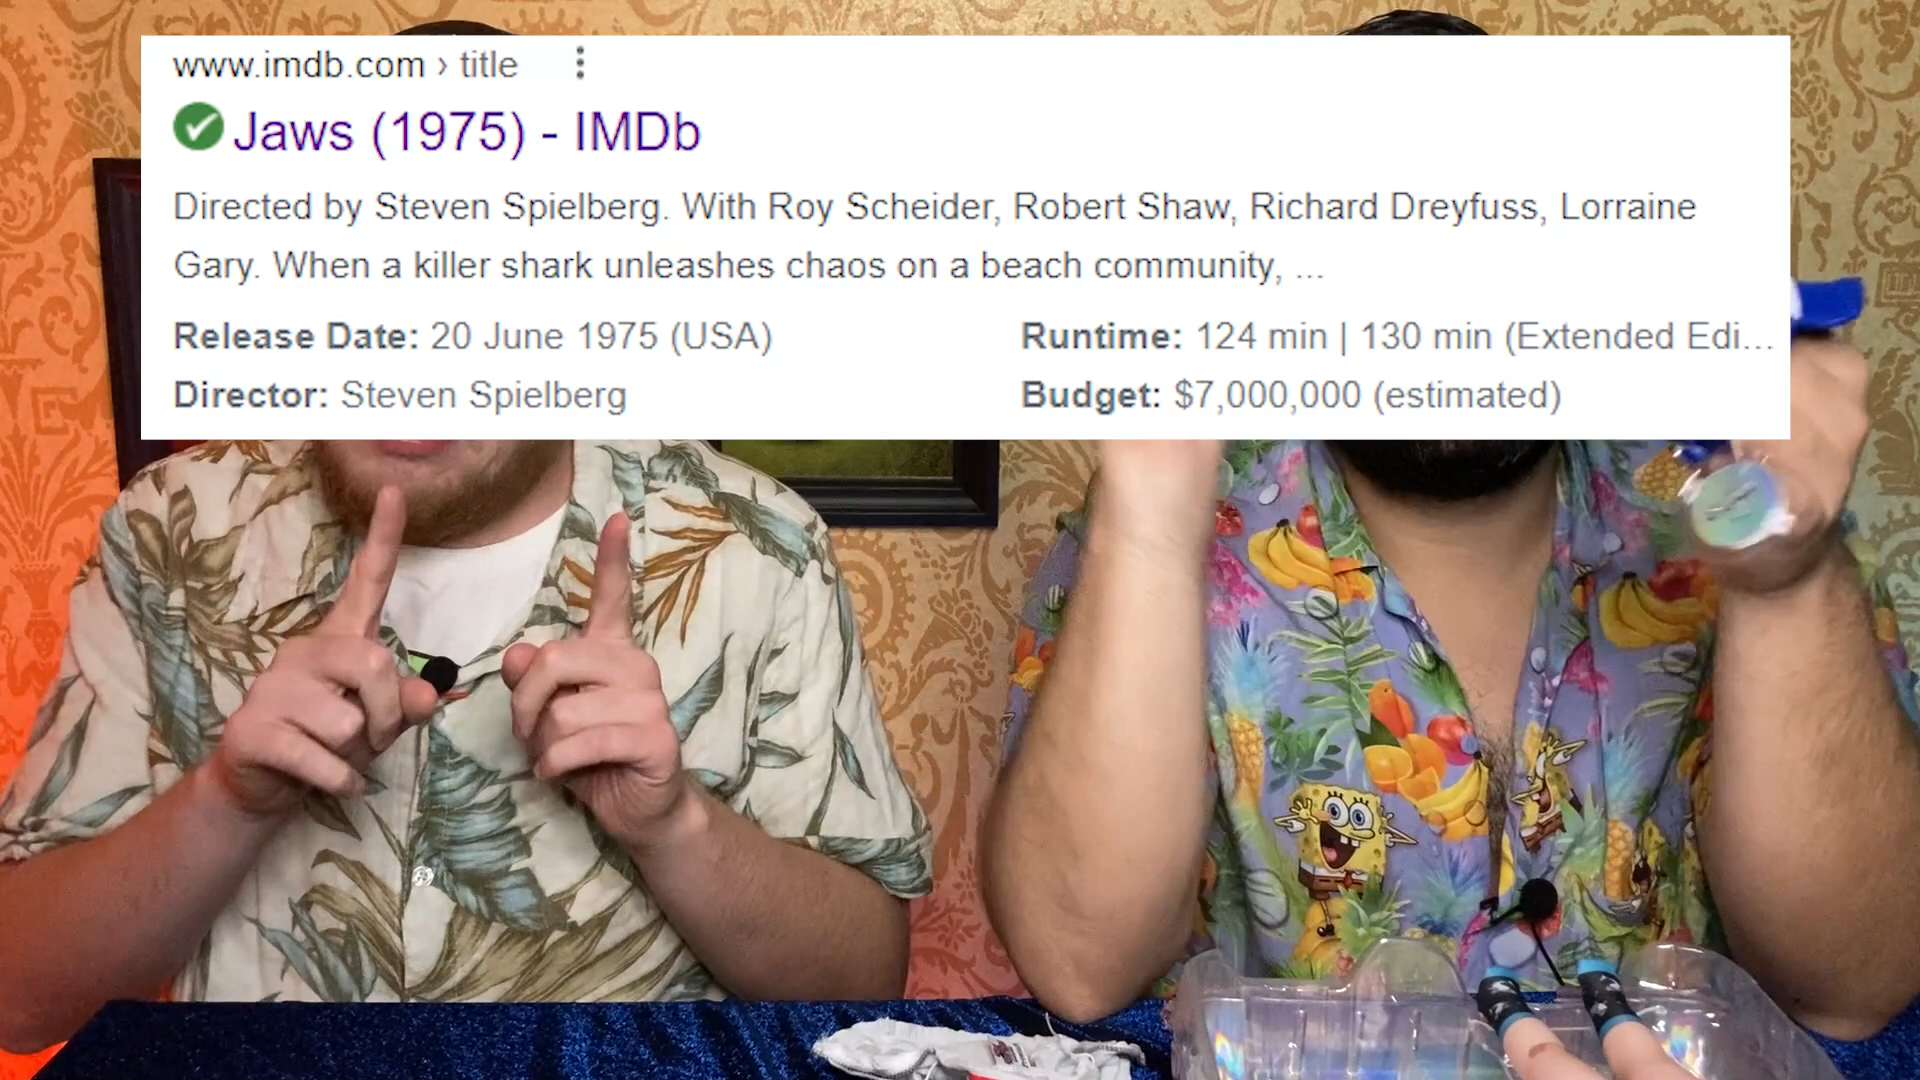 www.imdb.com › title
Jaws (1975) - IMDb
Directed by Steven Spielberg. With Roy Scheider, Robert Shaw, Richard Dreyfuss, Lorraine
Gary. When a killer shark unleashes chaos on a beach community, ...
Release Date: 20 June 1975 (USA)
Runtime: 124 min | 130 min (Extended Edi...
Director: Steven Spielberg
Budget: $7,000,000 (estimated)